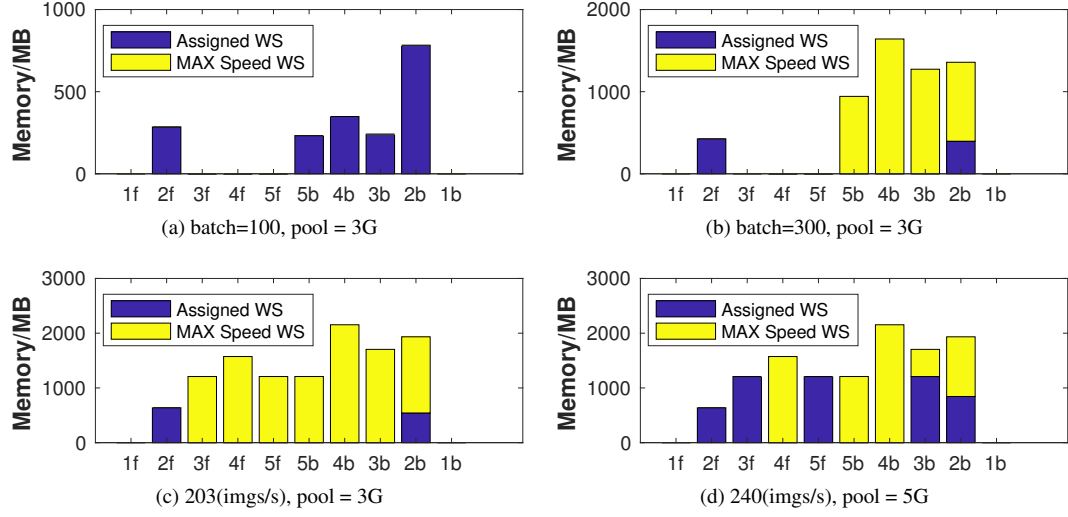 Memory/MB
1000
500
0
Assigned WS
MAX Speed WS
1f 2f 3f 4f 5f 5b 4b 3b 2b 1b
(a) batch=100, pool = 3G
Memory/MB
2000
1000
0
Assigned WS
MAX Speed WS
1f 2f 3f 4f 5f 5b 4b 3b 2b 1b
(b) batch=300, pool = 3G
Memory/MB
3000
2000
1000
0
Assigned WS
MAX Speed WS
1f 2f 3f 4f 5f 5b 4b 3b 2b 1b
(c) 203(imgs/s), pool = 3G
Memory/MB
3000
2000
1000
0
Assigned WS
MAX Speed WS
1f 2f 3f 4f 5f 5b 4b 3b 2b 1b
(d) 240(imgs/s), pool = 5G